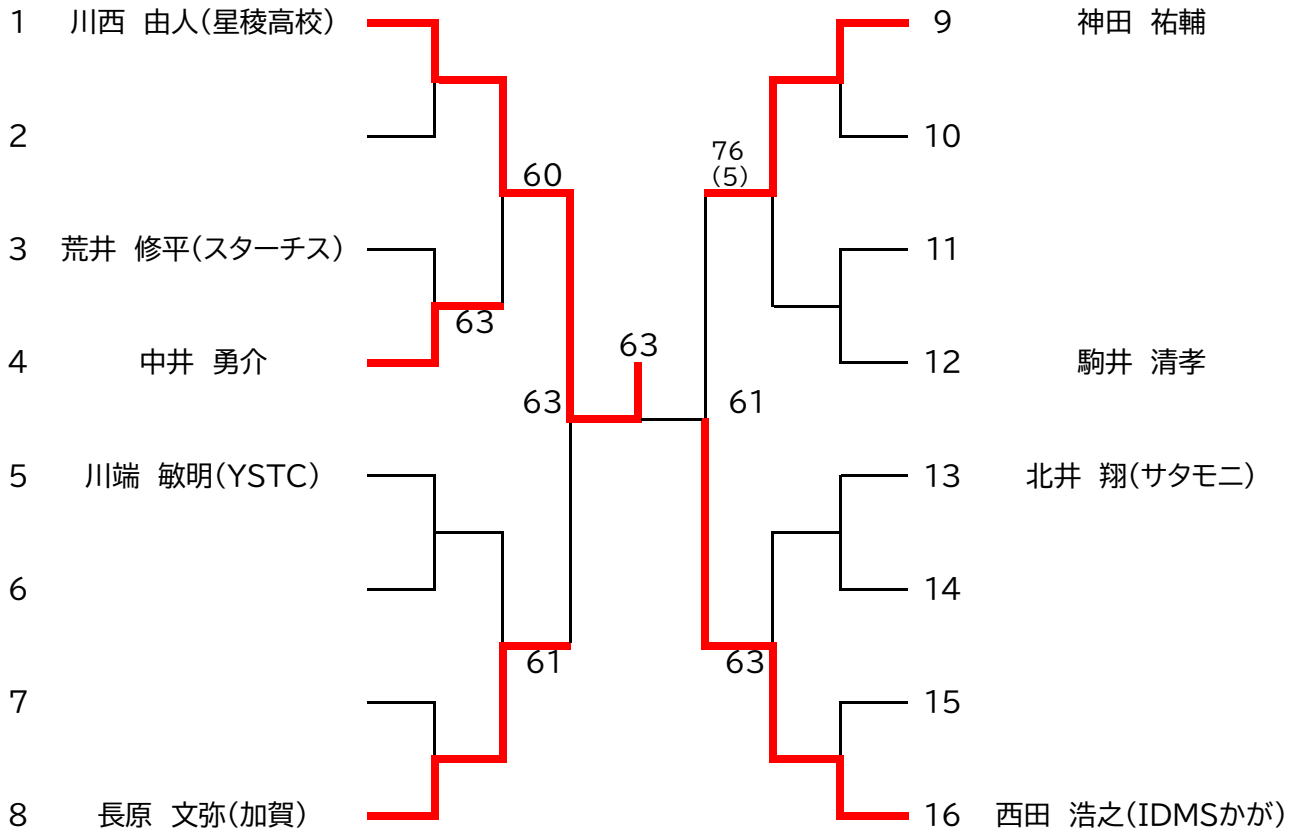 1 川西 由人(星稜高校)
9 神田 祐輔
2
10
76
(5)
60
3 荒井 修平(スターチス)
11
63
63
4 中井 勇介
12 駒井 清孝
63
61
5 川端 敏明(YSTC)
13 北井 翔(サタモニ)
6
14
61
63
7
15
8 長原 文弥(加賀)
16 西田 浩之(IDMSかが)